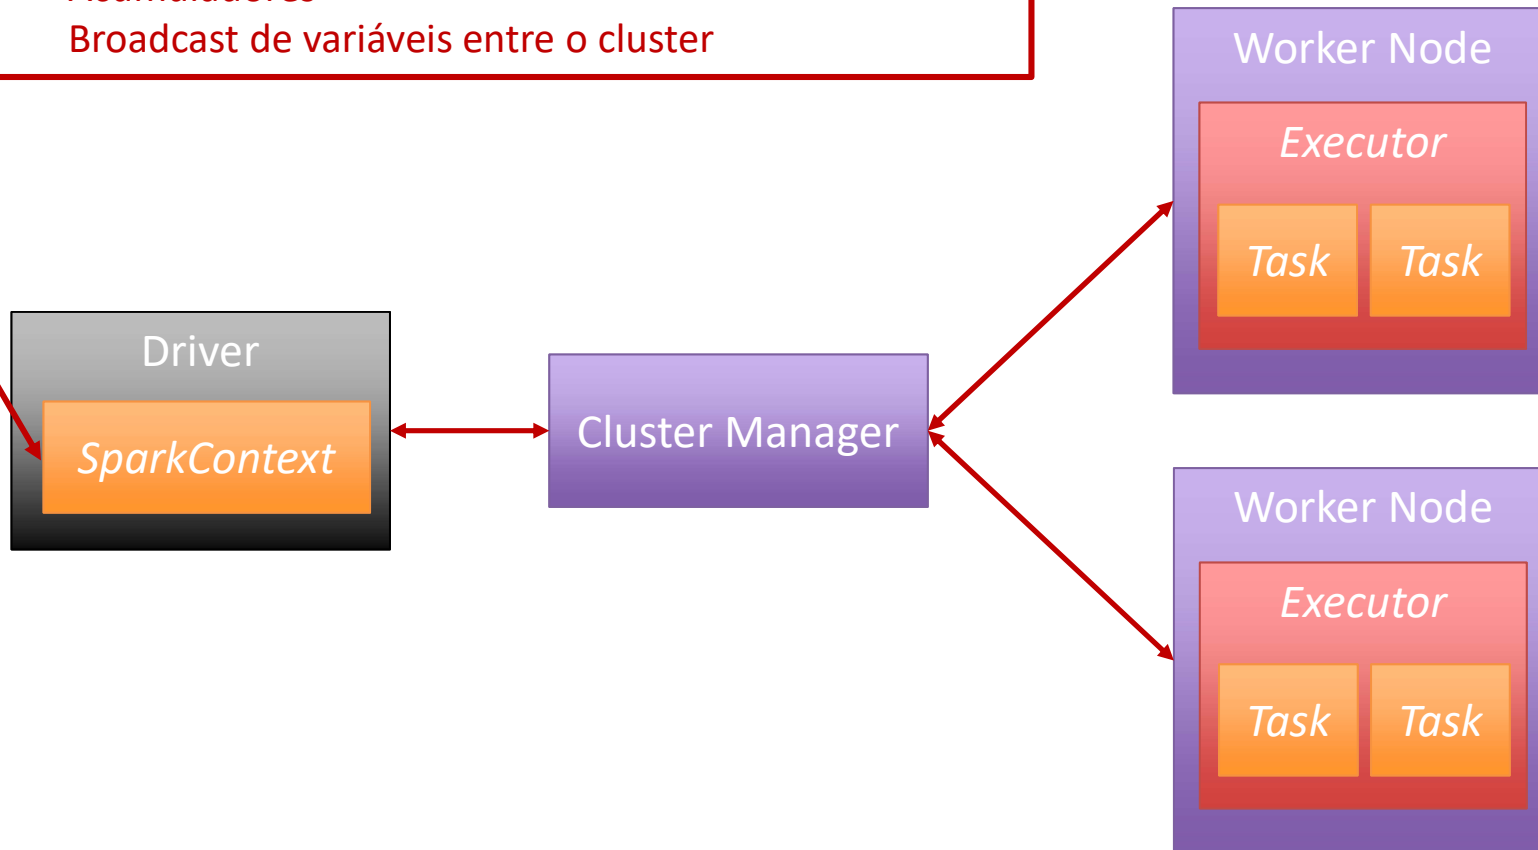 Acumuladores
Broadcast de variáveis entre o cluster
Worker Node
Executor
Task Task
Driver
SparkContext
Cluster Manager
Worker Node
Executor
Task Task